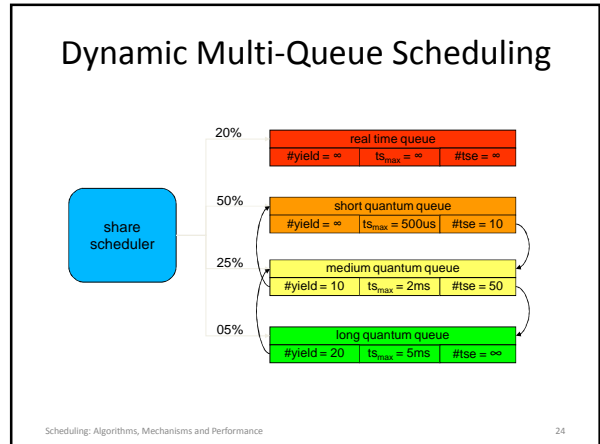 Dynamic Multi-Queue Scheduling
share
scheduler
20%
real time queue
#yield = ∞ ts_max = ∞ #tse = ∞
50%
short quantum queue
#yield = ∞ ts_max = 500us #tse = 10
25%
medium quantum queue
#yield = 10 ts_max = 2ms #tse = 50
05%
long quantum queue
#yield = 20 ts_max = 5ms #tse = ∞
Scheduling: Algorithms, Mechanisms and Performance 24